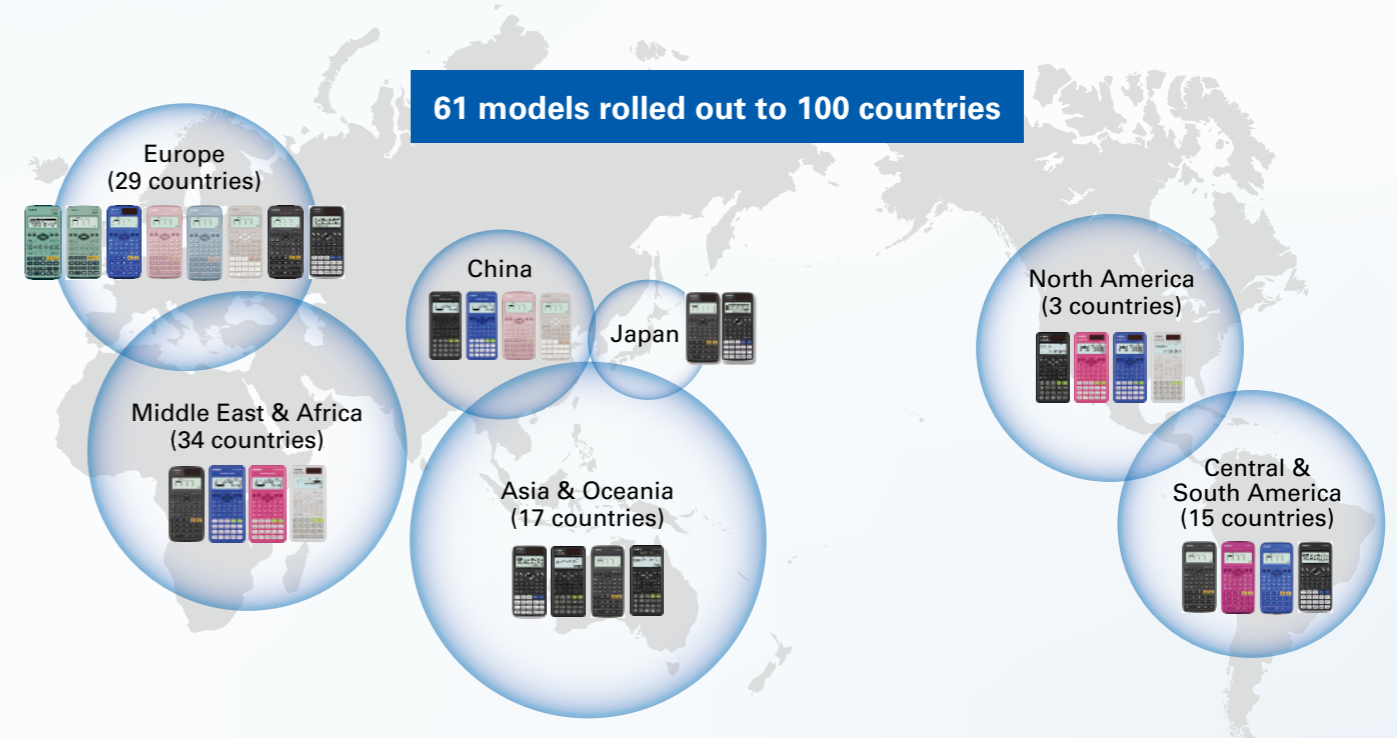 61 models rolled out to 100 countries
Europe
(29 countries)
China
Japan
North America
(3 countries)
Middle East & Africa
(34 countries)
Asia & Oceania
(17 countries)
Central &
South America
(15 countries)